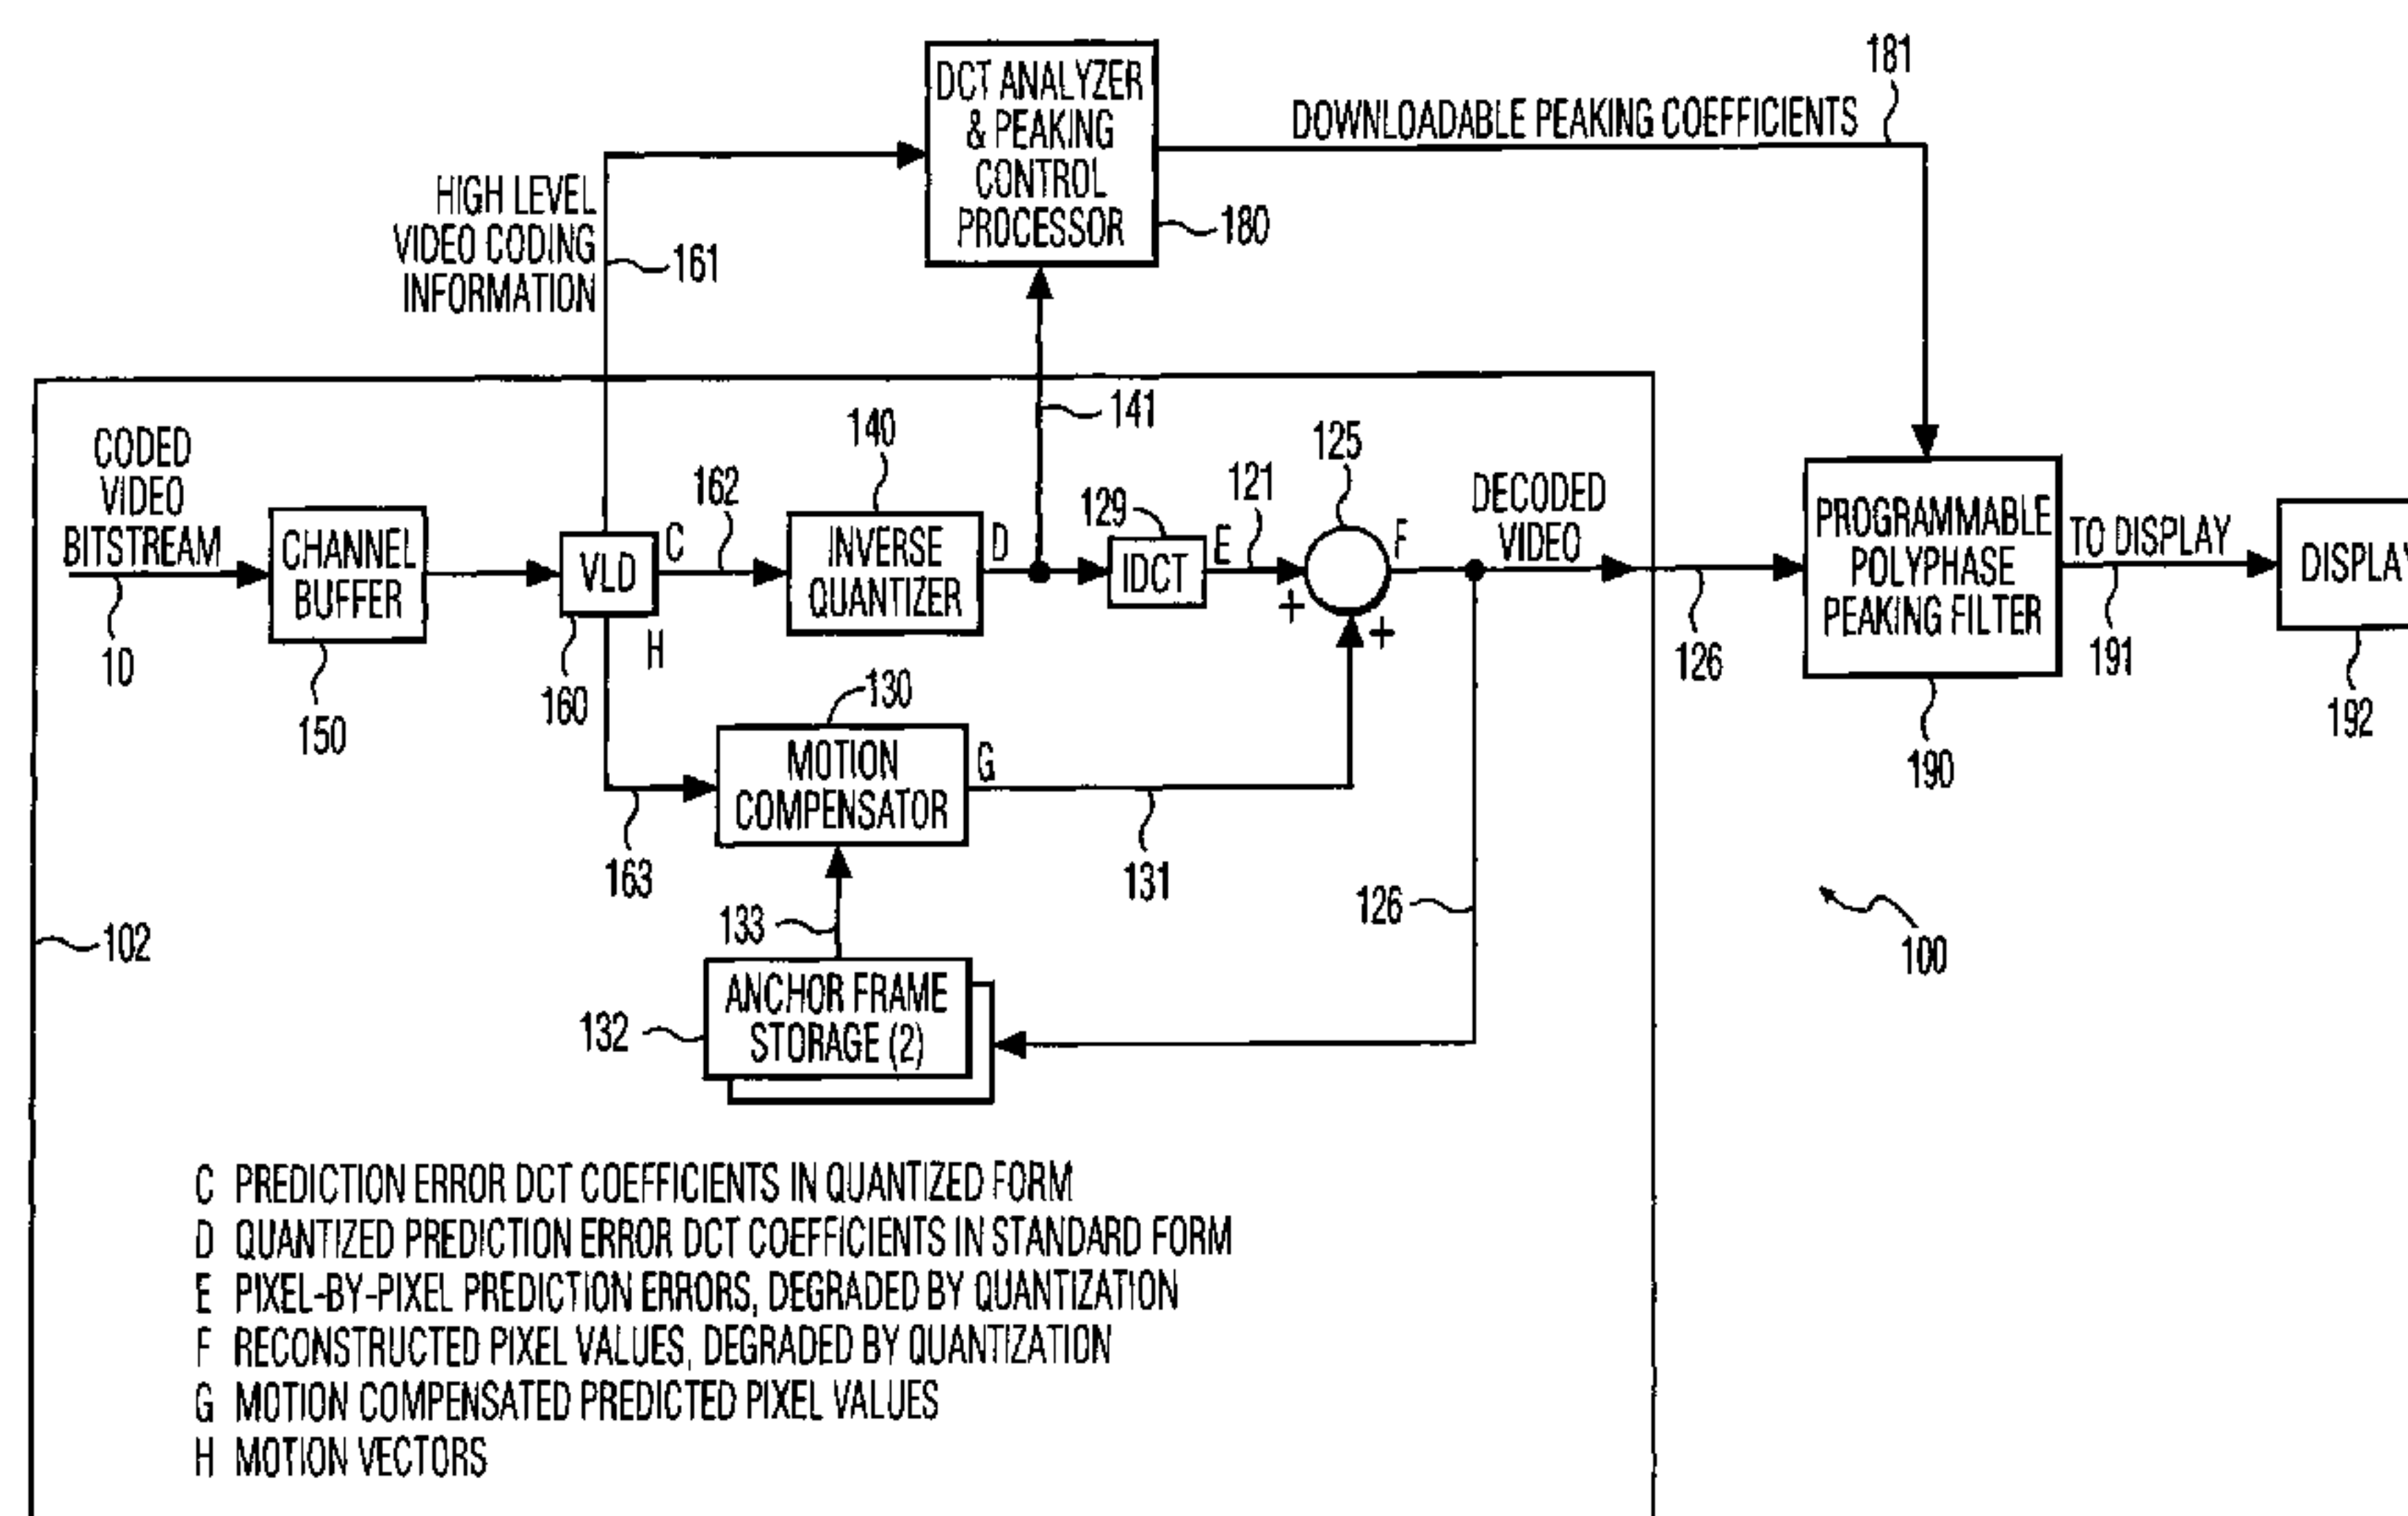 DCT ANALYZER
& PEAKING
CONTROL
PROCESSOR
180
DOWNLOADABLE PEAKING COEFFICIENTS
181
HIGH LEVEL
VIDEO CODING
INFORMATION
161
141
CODED
VIDEO
BITSTREAM
10
CHANNEL
BUFFER
150
VLD
160
C
H
162
140
INVERSE
QUANTIZER
D
129
IDCT
E
121
125
+
+
F
DECODED
VIDEO
126
PROGRAMMABLE
POLYPHASE
PEAKING FILTER
190
TO DISPLAY
191
DISPLAY
192
130
MOTION
COMPENSATOR
G
163
131
133
126
100
102
132
ANCHOR FRAME
STORAGE (2)
C PREDICTION ERROR DCT COEFFICIENTS IN QUANTIZED FORM
D QUANTIZED PREDICTION ERROR DCT COEFFICIENTS IN STANDARD FORM
E PIXEL-BY-PIXEL PREDICTION ERRORS, DEGRADED BY QUANTIZATION
F RECONSTRUCTED PIXEL VALUES, DEGRADED BY QUANTIZATION
G MOTION COMPENSATED PREDICTED PIXEL VALUES
H MOTION VECTORS